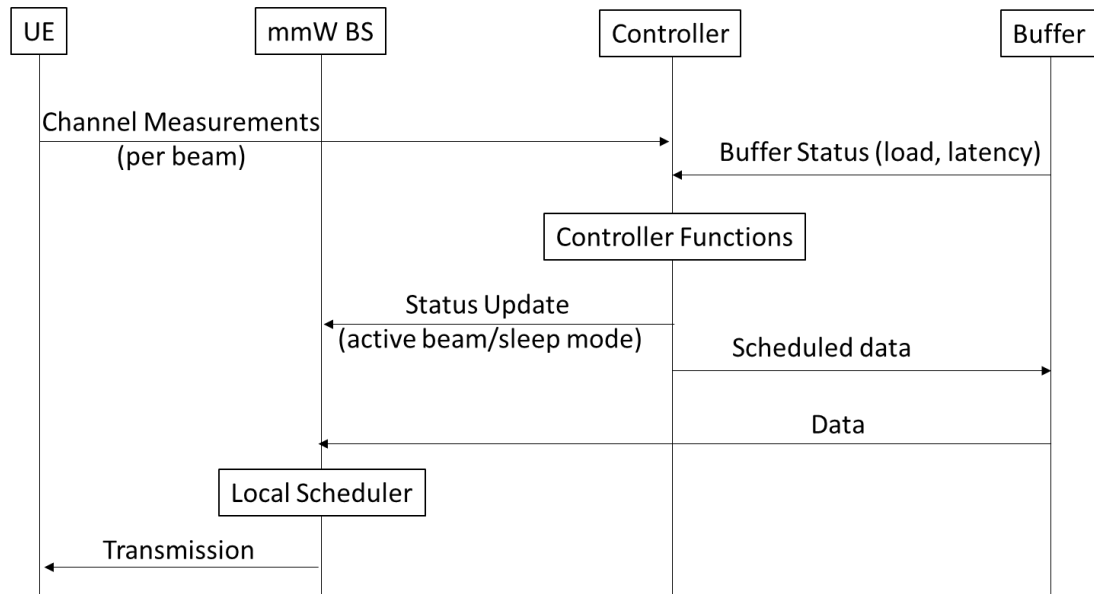 UE
mmW BS
Controller
Buffer
Channel Measurements
(per beam)
Buffer Status (load, latency)
Controller Functions
Status Update
(active beam/sleep mode)
Scheduled data
Data
Local Scheduler
Transmission